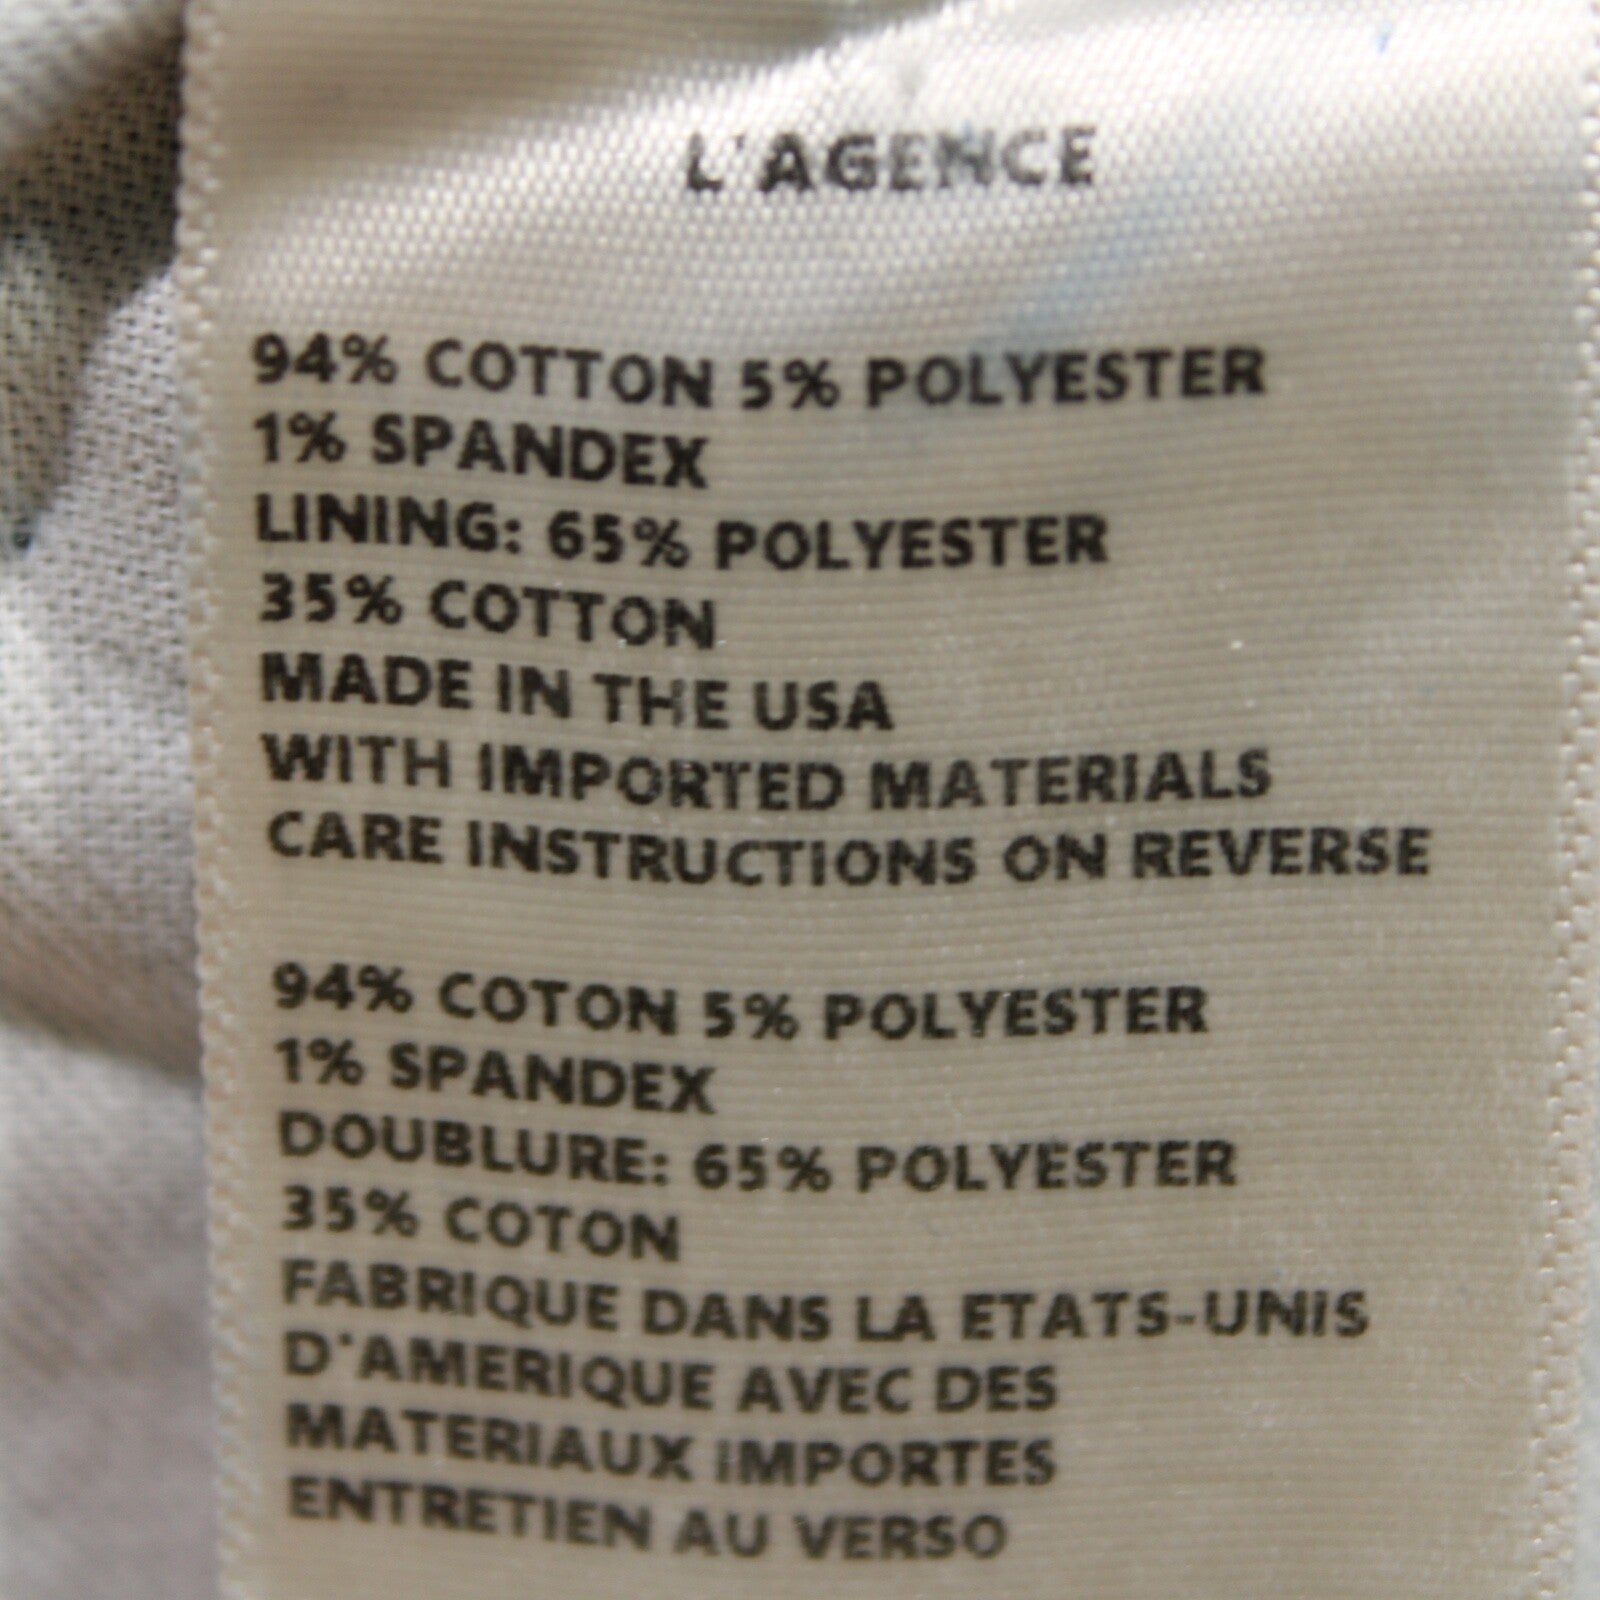 L'AGENCE
94% COTTON 5% POLYESTER
1% SPANDEX
LINING: 65% POLYESTER
35% COTTON
MADE IN THE USA
WITH IMPORTED MATERIALS
CARE INSTRUCTIONS ON REVERSE
94% COTON 5% POLYESTER
1% SPANDEX
DOUBLURE: 65% POLYESTER
35% COTON
FABRIQUE DANS LA ETATS-UNIS
D'AMERIQUE AVEC DES
MATERIAUX IMPORTES
ENTRETIEN AU VERSO